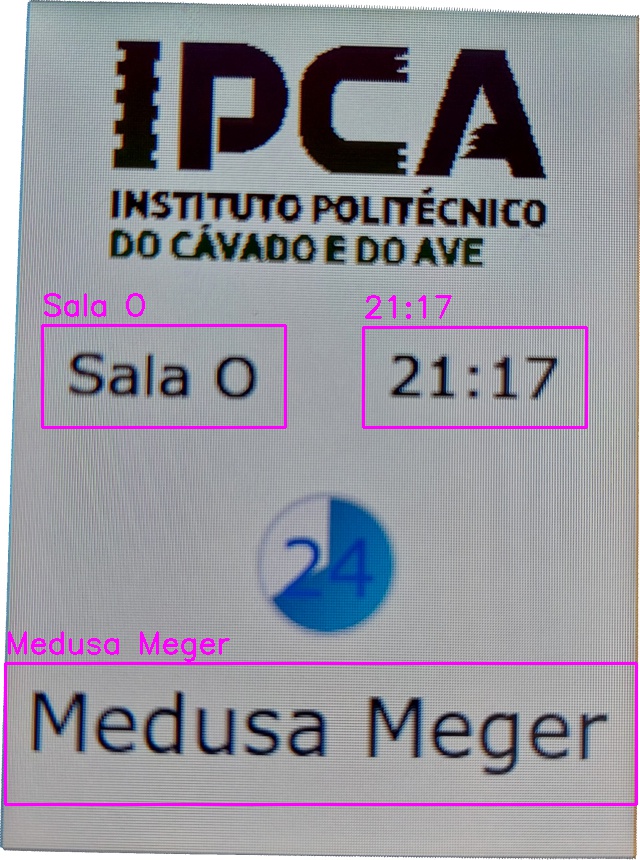 IPCA
INSTITUTO POLITÉCNICO
DO CÁVADO E DO AVE
Sala O 21:17
Sala O 21:17
24
Medusa Meger
Medusa Meger